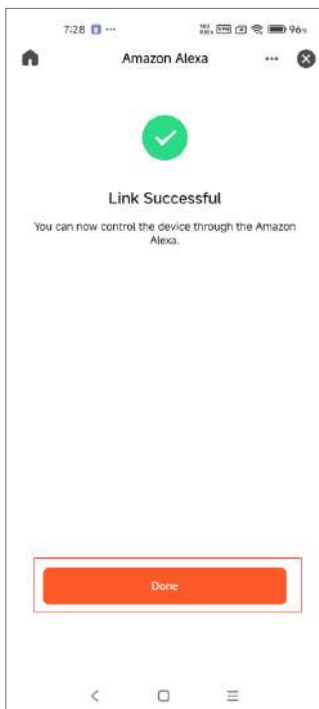 7:28 ···
96%
Amazon Alexa ···
Link Successful
You can now control the device through the Amazon
Alexa.
Done